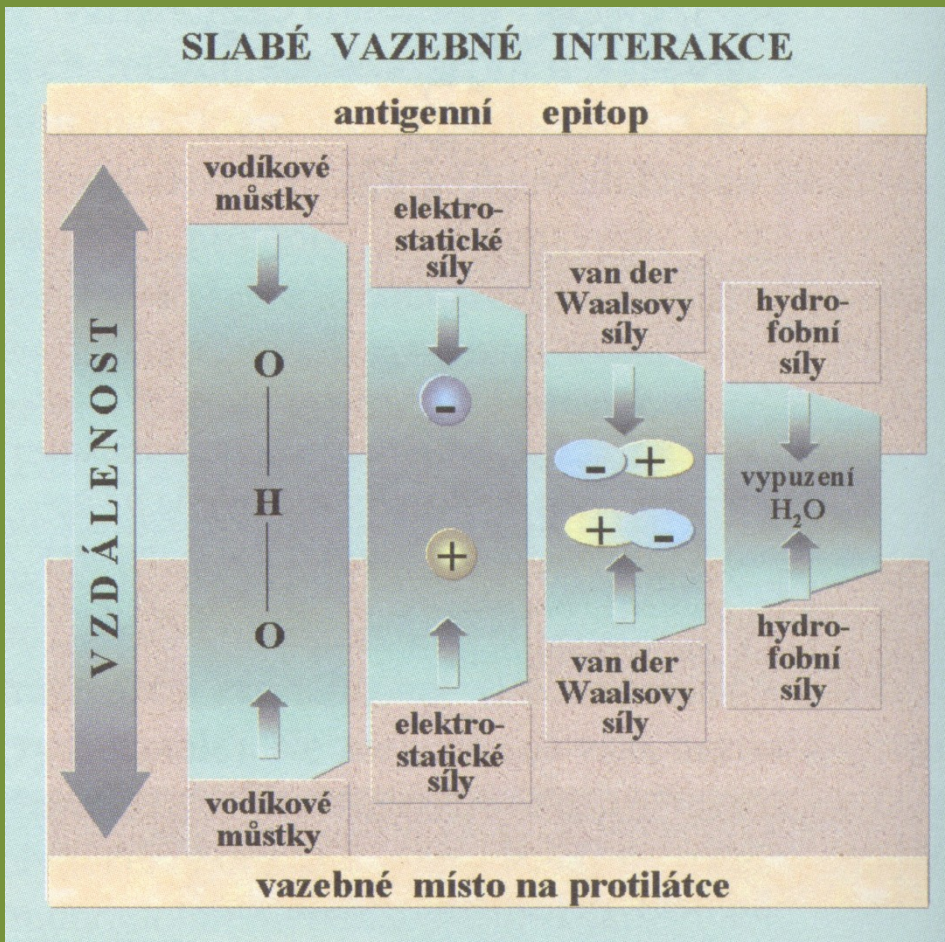 SLABÉ VAZEBNÉ INTERAKCE
antigenní epitop
VZDÁLENOST
vodíkové
můstky
O
H
O
vodíkové
můstky
elektro-
statické
síly
-
+
elektro-
statické
síly
van der
Waalsovy
síly
- +
+ -
van der
Waalsovy
síly
hydro-
fobní
síly
vypuzení
H₂O
hydro-
fobní
síly
vazebné místo na protilátce